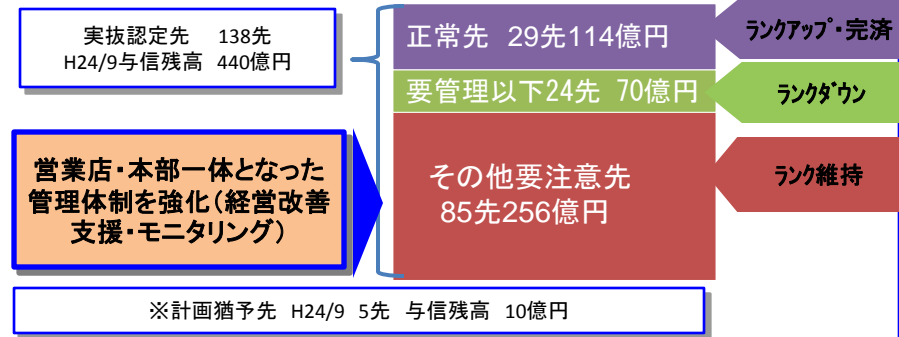 実抜認定先 138先
H24/9与信残高 440億円
正常先 29先114億円
ﾗﾝｸｱｯﾌﾟ・完済
要管理以下24先 70億円
ﾗﾝｸﾀﾞｳﾝ
営業店・本部一体となった
管理体制を強化（経営改善
支援・モニタリング）
その他要注意先
85先256億円
ﾗﾝｸ維持
※計画猶予先 H24/9 5先 与信残高 10億円